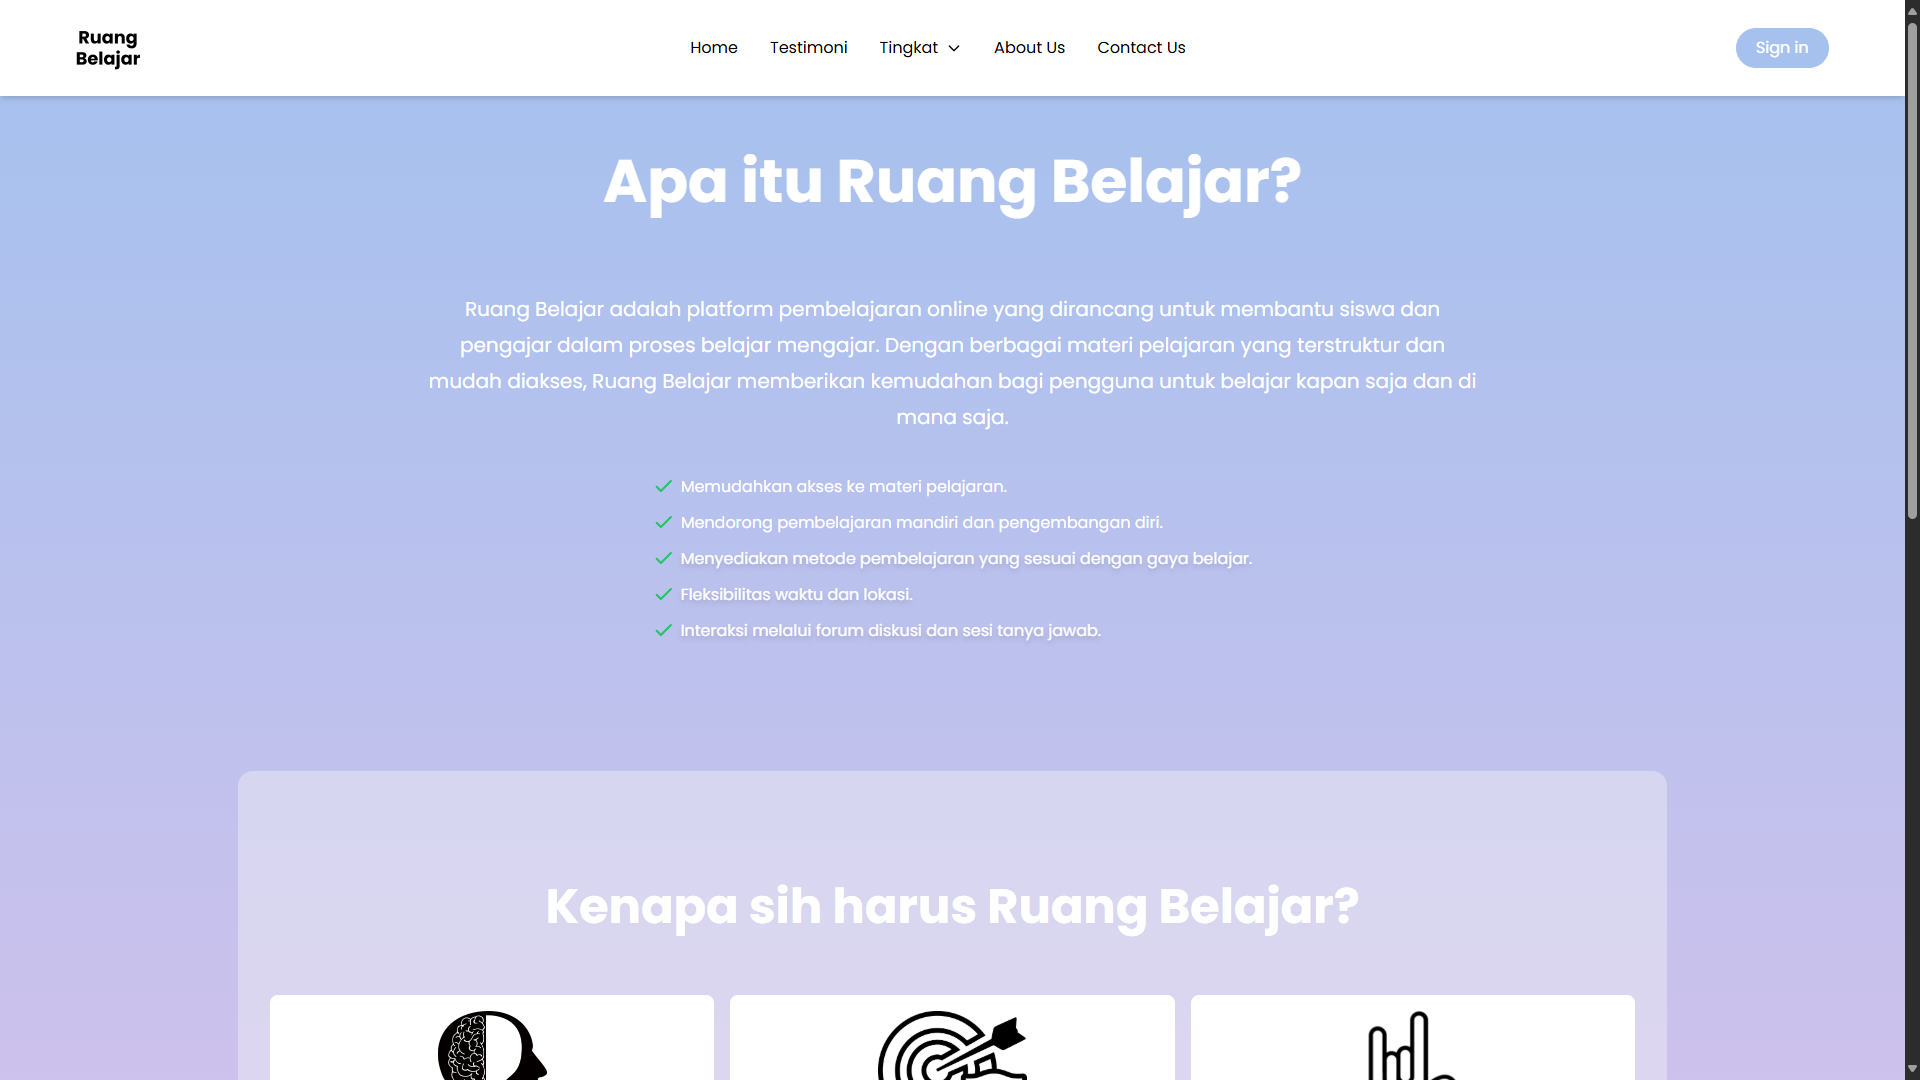 Ruang
Belajar
Home
Testimoni
Tingkat
About Us
Contact Us
Sign in
Apa itu Ruang Belajar?
Ruang Belajar adalah platform pembelajaran online yang dirancang untuk membantu siswa dan
pengajar dalam proses belajar mengajar. Dengan berbagai materi pelajaran yang terstruktur dan
mudah diakses, Ruang Belajar memberikan kemudahan bagi pengguna untuk belajar kapan saja dan di
mana saja.
Memudahkan akses ke materi pelajaran.
Mendorong pembelajaran mandiri dan pengembangan diri.
Menyediakan metode pembelajaran yang sesuai dengan gaya belajar.
Fleksibilitas waktu dan lokasi.
Interaksi melalui forum diskusi dan sesi tanya jawab.
Kenapa sih harus Ruang Belajar?